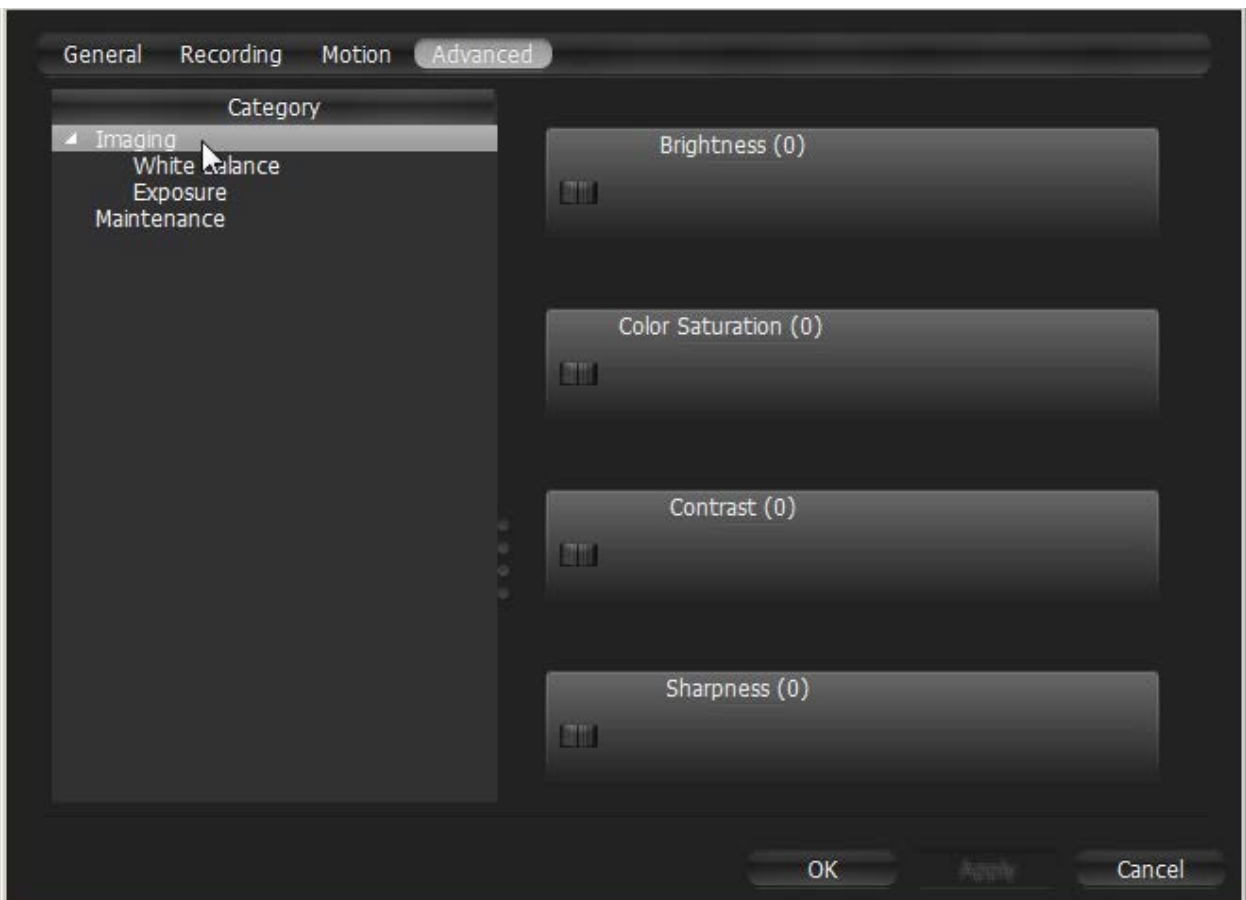 General Recording Motion Advanced
Category
Imaging
White Balance
Exposure
Maintenance
Brightness (0)
Color Saturation (0)
Contrast (0)
Sharpness (0)
OK Apply Cancel